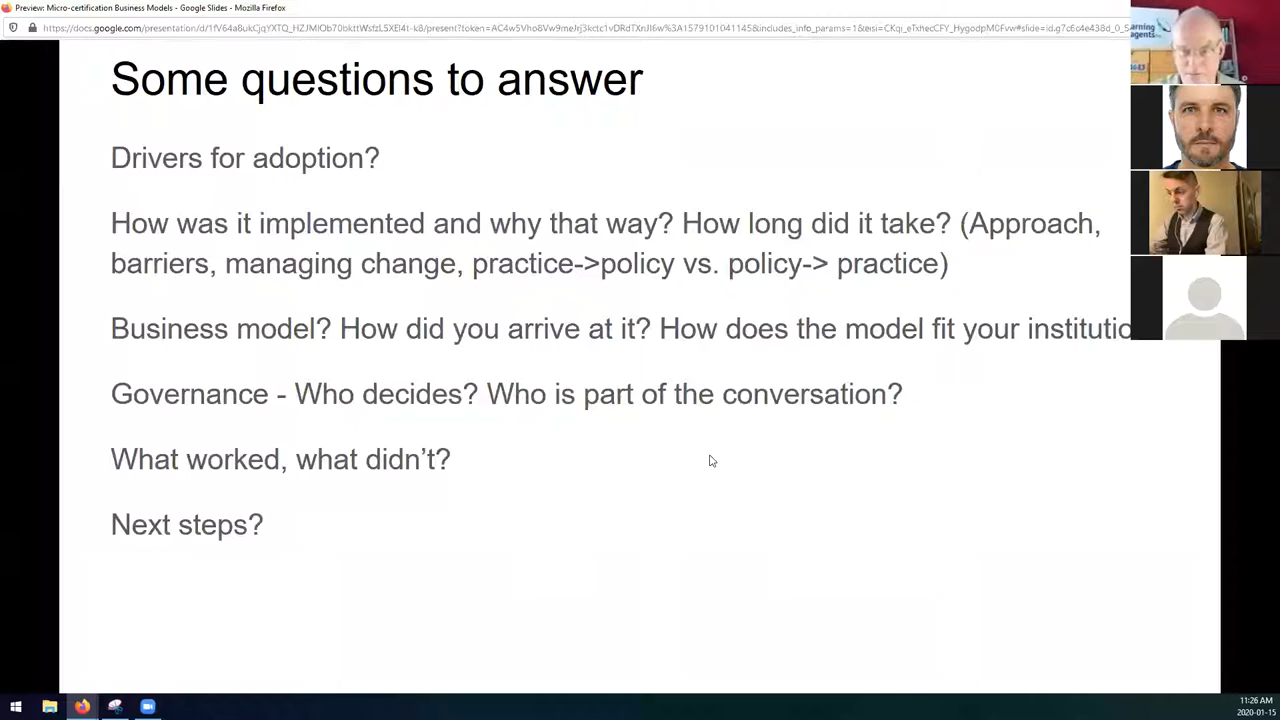 Preview: Micro-certification Business Models - Google Slides - Mozilla Firefox
Some questions to answer
Drivers for adoption?
How was it implemented and why that way? How long did it take? (Approach,
barriers, managing change, practice->policy vs. policy-> practice)
Business model? How did you arrive at it? How does the model fit your institutio
Governance - Who decides? Who is part of the conversation?
What worked, what didn’t?
Next steps?
earning
agents
11:26 AM
2020-01-15